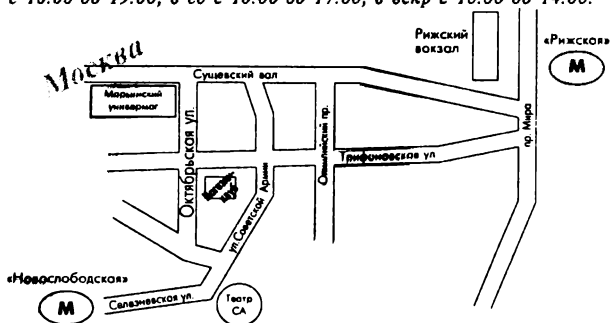 с 10.00 до 19.00, в сб с 10.00 до 17.00, в вскр с 10.00 до 14.00.
Москва
Рижский
вокзал
«Рижская»
М
Сущевский вал
Марьинский
универмаг
Октябрьская ул.
Олимпийский пр.
пр. Мира
Трифоновская ул
ул Советской Армии
«Новослободская»
М
Селезневская ул.
Театр
СА